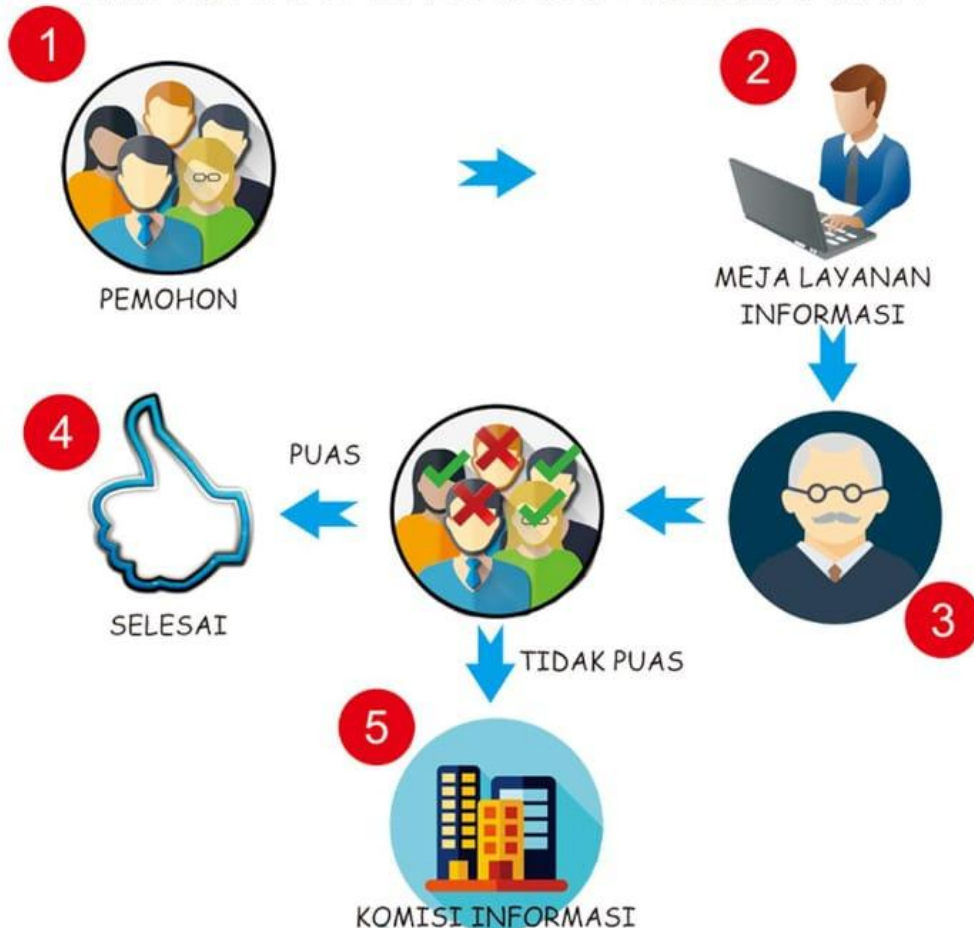 1
PEMOHON
2
MEJA LAYANAN
INFORMASI
3
4
PUAS
SELESAI
TIDAK PUAS
5
KOMISI INFORMASI